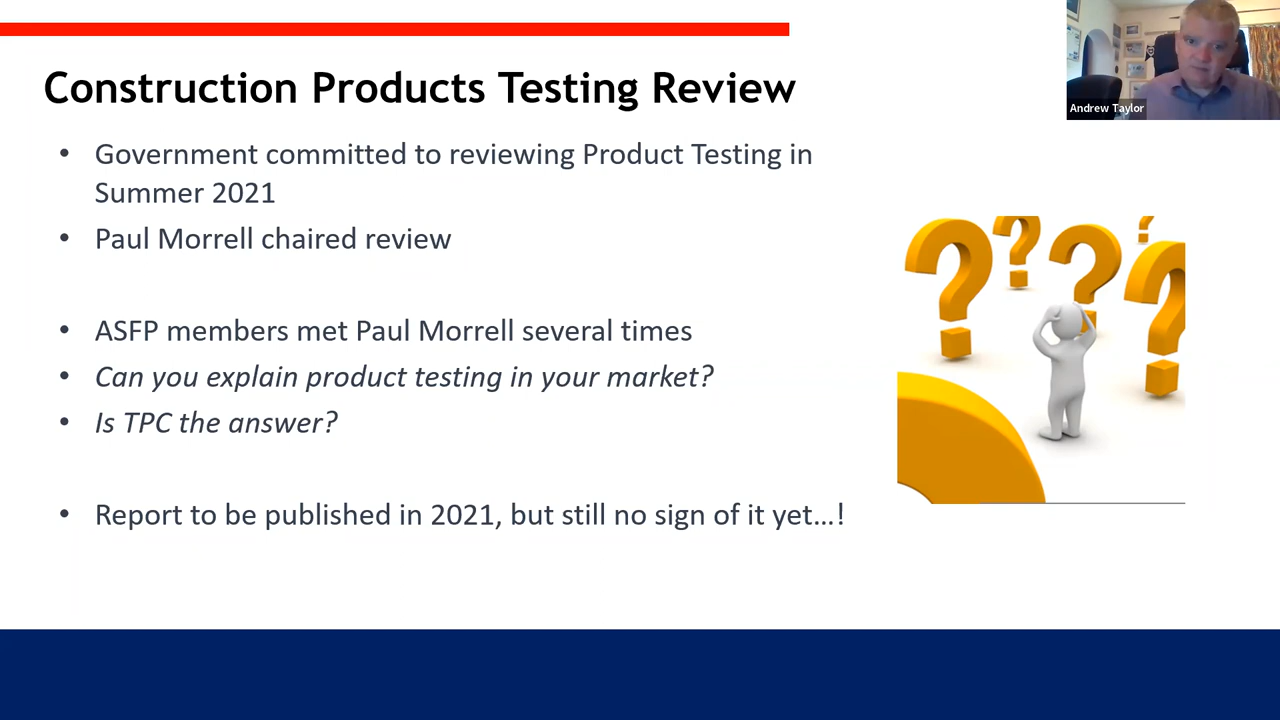 Construction Products Testing Review
Andrew Taylor
• Government committed to reviewing Product Testing in
Summer 2021
• Paul Morrell chaired review
• ASFP members met Paul Morrell several times
• Can you explain product testing in your market?
• Is TPC the answer?
• Report to be published in 2021, but still no sign of it yet...!
? ? ? ? ?